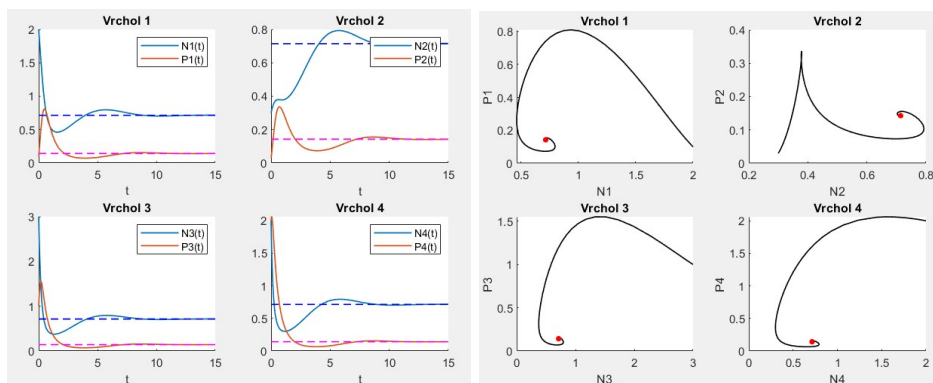 Vrchol 1
2
1.5
1
0.5
0
0
5
10
15
t
N1(t)
P1(t)
Vrchol 2
0.8
0.6
0.4
0.2
0
0
5
10
15
t
N2(t)
P2(t)
Vrchol 3
3
2
1
0
0
5
10
15
t
N3(t)
P3(t)
Vrchol 4
2
1.5
1
0.5
0
0
5
10
15
t
N4(t)
P4(t)
Vrchol 1
0.8
0.6
0.4
0.2
0
P1
0.5
1
1.5
2
N1
Vrchol 2
0.4
0.3
0.2
0.1
0
P2
0.2
0.4
0.6
0.8
N2
Vrchol 3
1.5
1
0.5
0
P3
0
1
2
3
N3
Vrchol 4
2
1.5
1
0.5
0
P4
0
0.5
1
1.5
2
N4